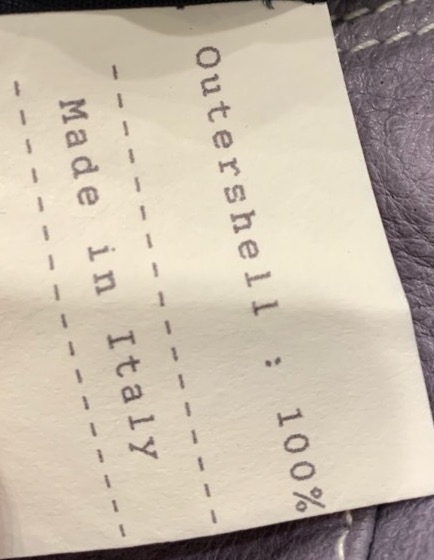 Outershell : 100%
- - - - - - - - - - - - - - - -
Made in Italy
- - - - - - - - - - - - - - - -